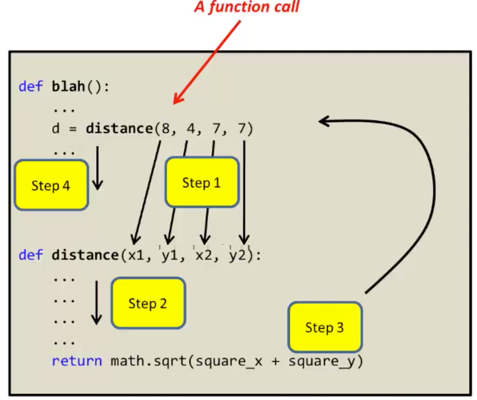 A function call
def blah():
...
d = distance(8, 4, 7, 7)
...
Step 4
Step 1
def distance(x1, y1, x2, y2):
...
...
...
...
Step 2
Step 3
return math.sqrt(square_x + square_y)